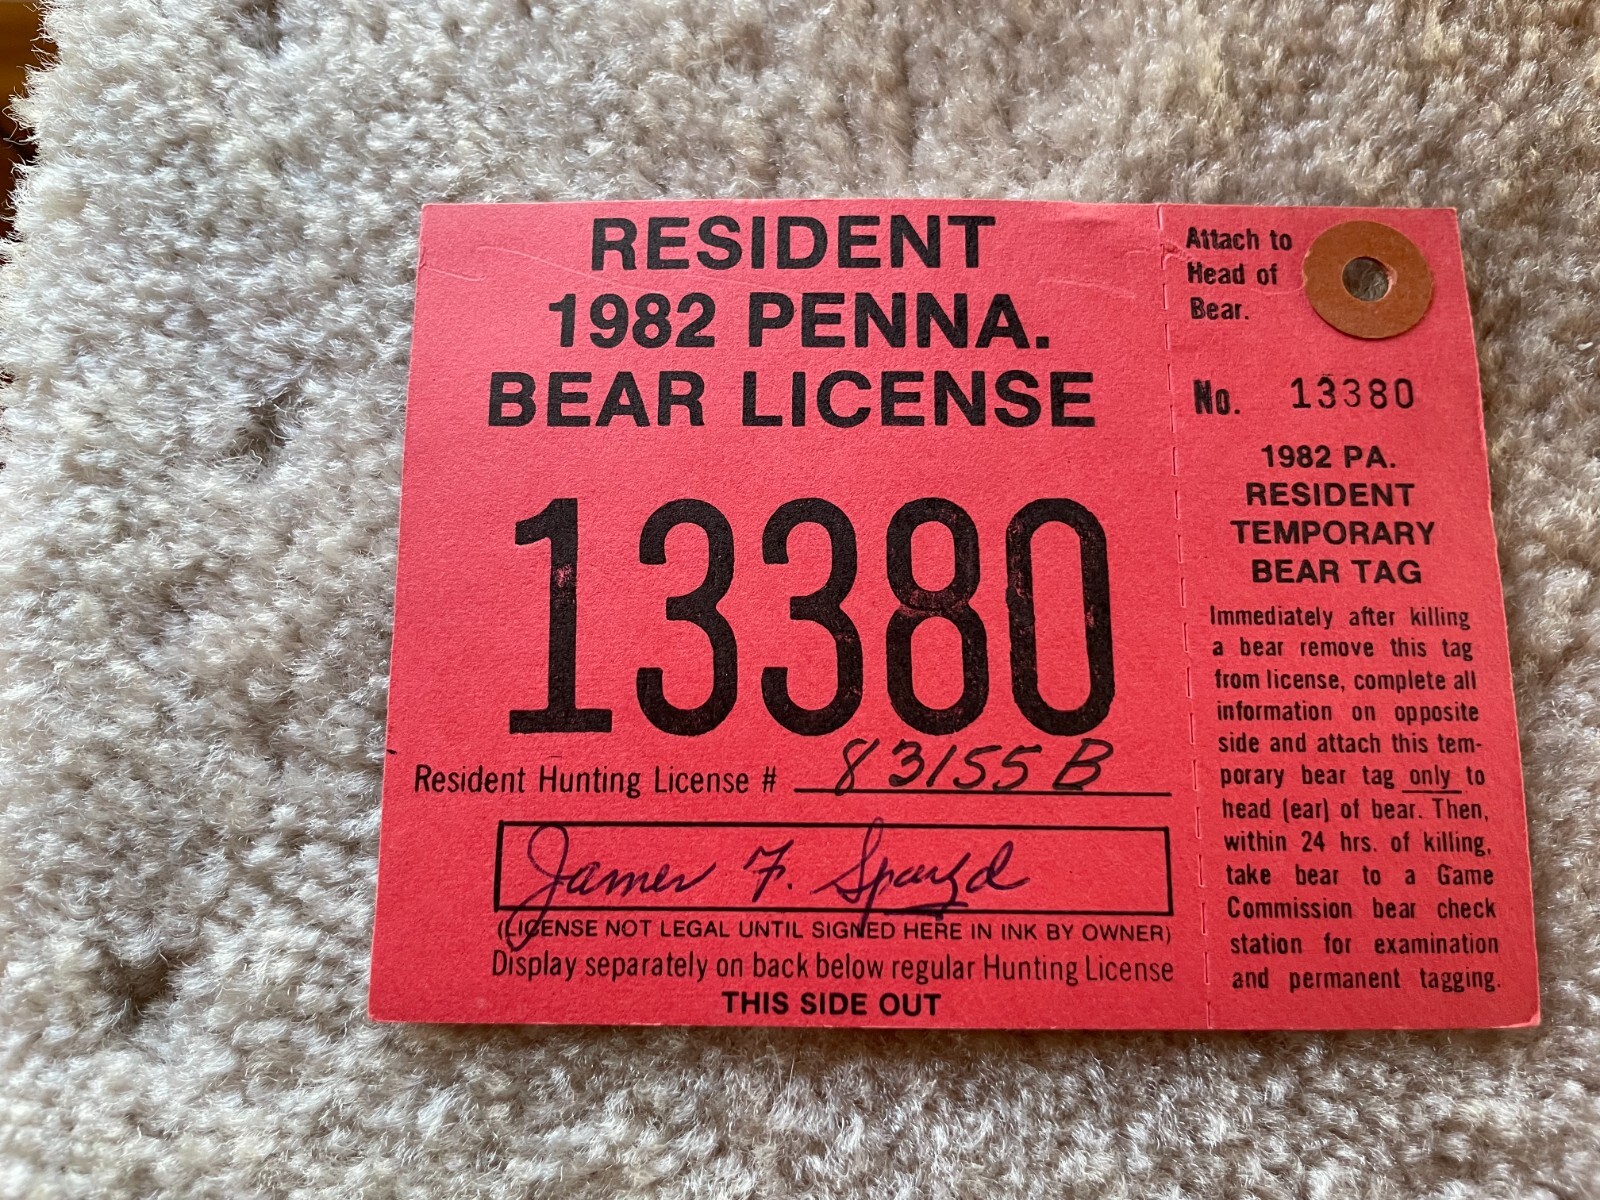 RESIDENT
1982 PENNA.
BEAR LICENSE
13380
Resident Hunting License # 83155 B
James F.
(LICENSE NOT LEGAL UNTIL SIGNED HERE IN INK BY OWNER)
Display separately on back below regular Hunting License
THIS SIDE OUT
Attach to
Head of
Bear.
No. 13380
1982 PA.
RESIDENT
TEMPORARY
BEAR TAG
Immediately after killing
a bear remove this tag
from license, complete all
information on opposite
side and attach this tem-
porary bear tag only to
head (ear) of bear. Then,
within 24 hrs. of killing,
take bear to a Game
Commission bear check
station for examination
and permanent tagging.